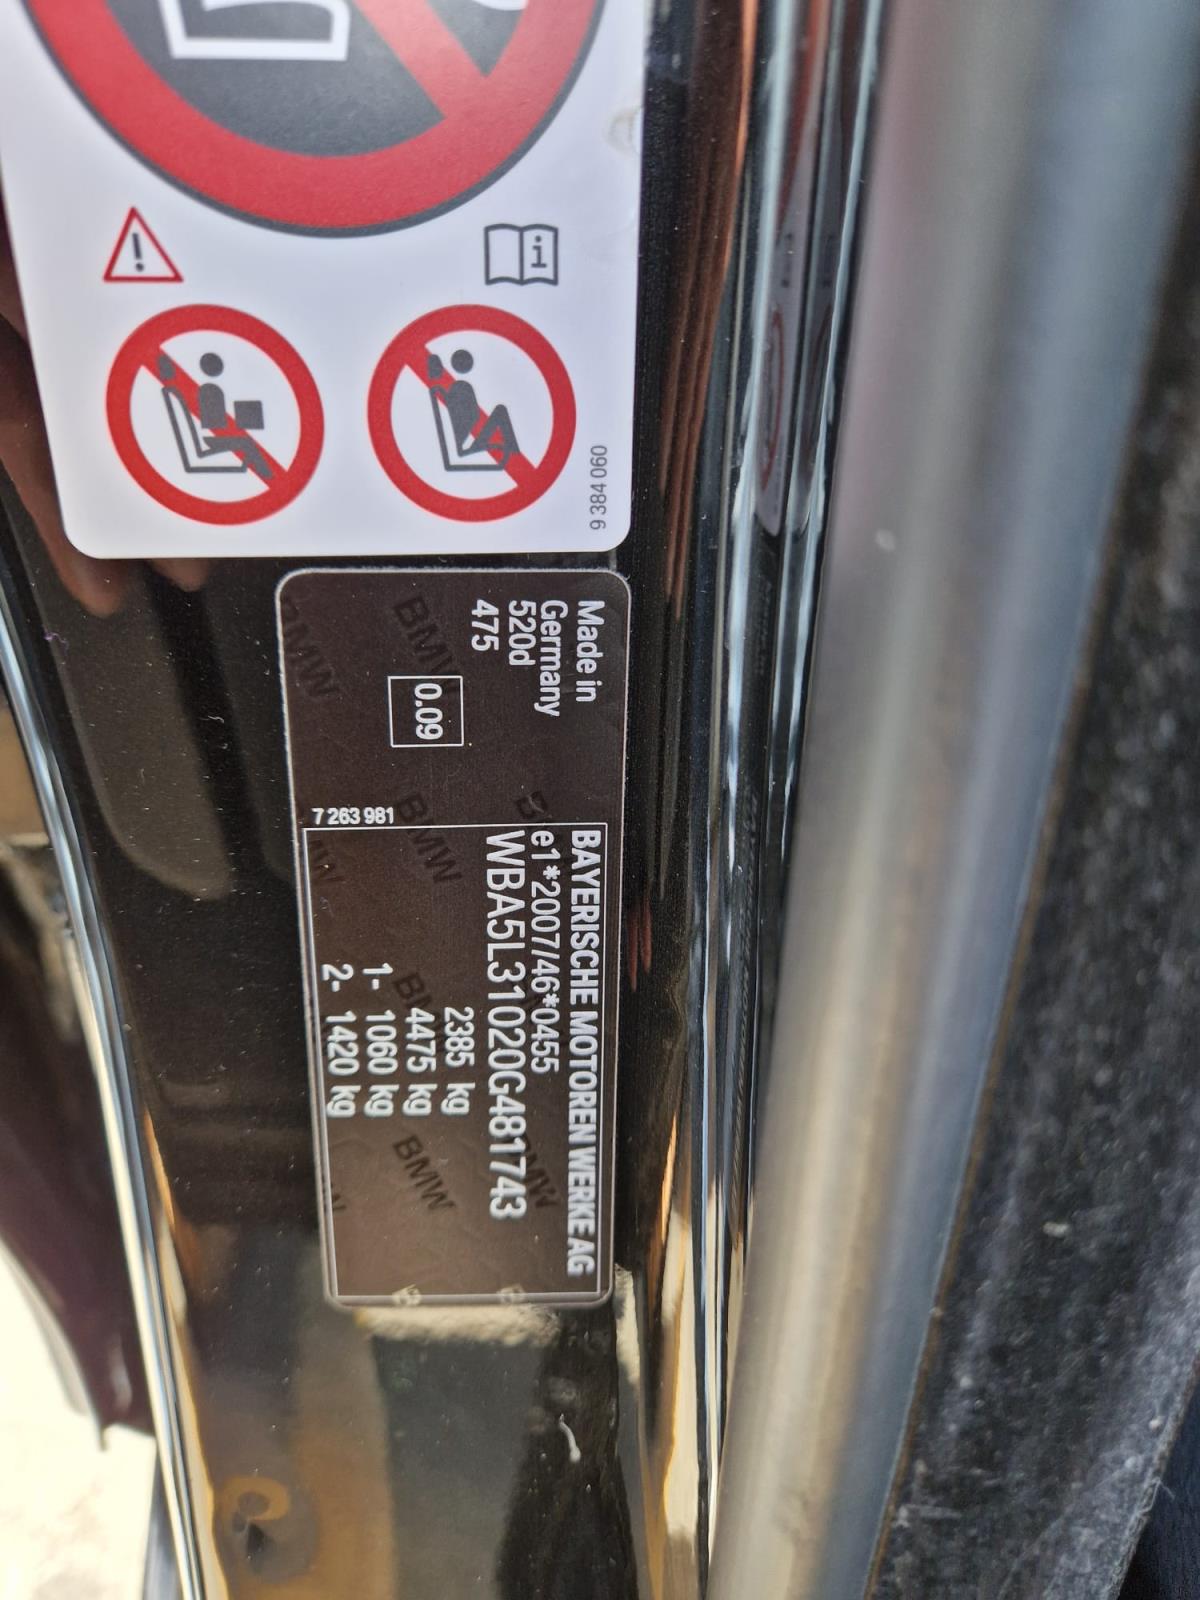 9 384 060
Made in
Germany
520d
475
0.09
7 263 981
BAYERISCHE MOTOREN WERKE AG
e1*2007/46*0455
WBA5L31020G481743
2385 kg
4475 kg
1- 1060 kg
2- 1420 kg